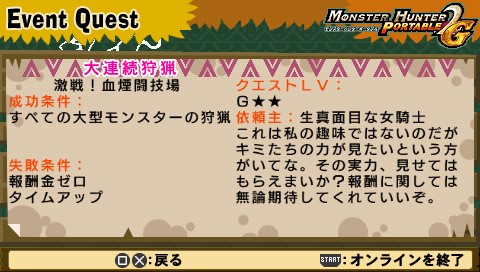 Event Quest
MONSTER HUNTER
PORTABLE 2nd G
大連続狩猟
激戦！血煙闘技場
成功条件：
すべての大型モンスターの狩猟
失敗条件：
報酬金ゼロ
タイムアップ
クエストＬＶ：
Ｇ★★
依頼主：生真面目な女騎士
これは私の趣味ではないのだが
キミたちの力が見たいという方
がいてな。その実力、見せては
もらえまいか？報酬に関しては
無論期待してくれていいぞ。
□×:戻る
START:オンラインを終了